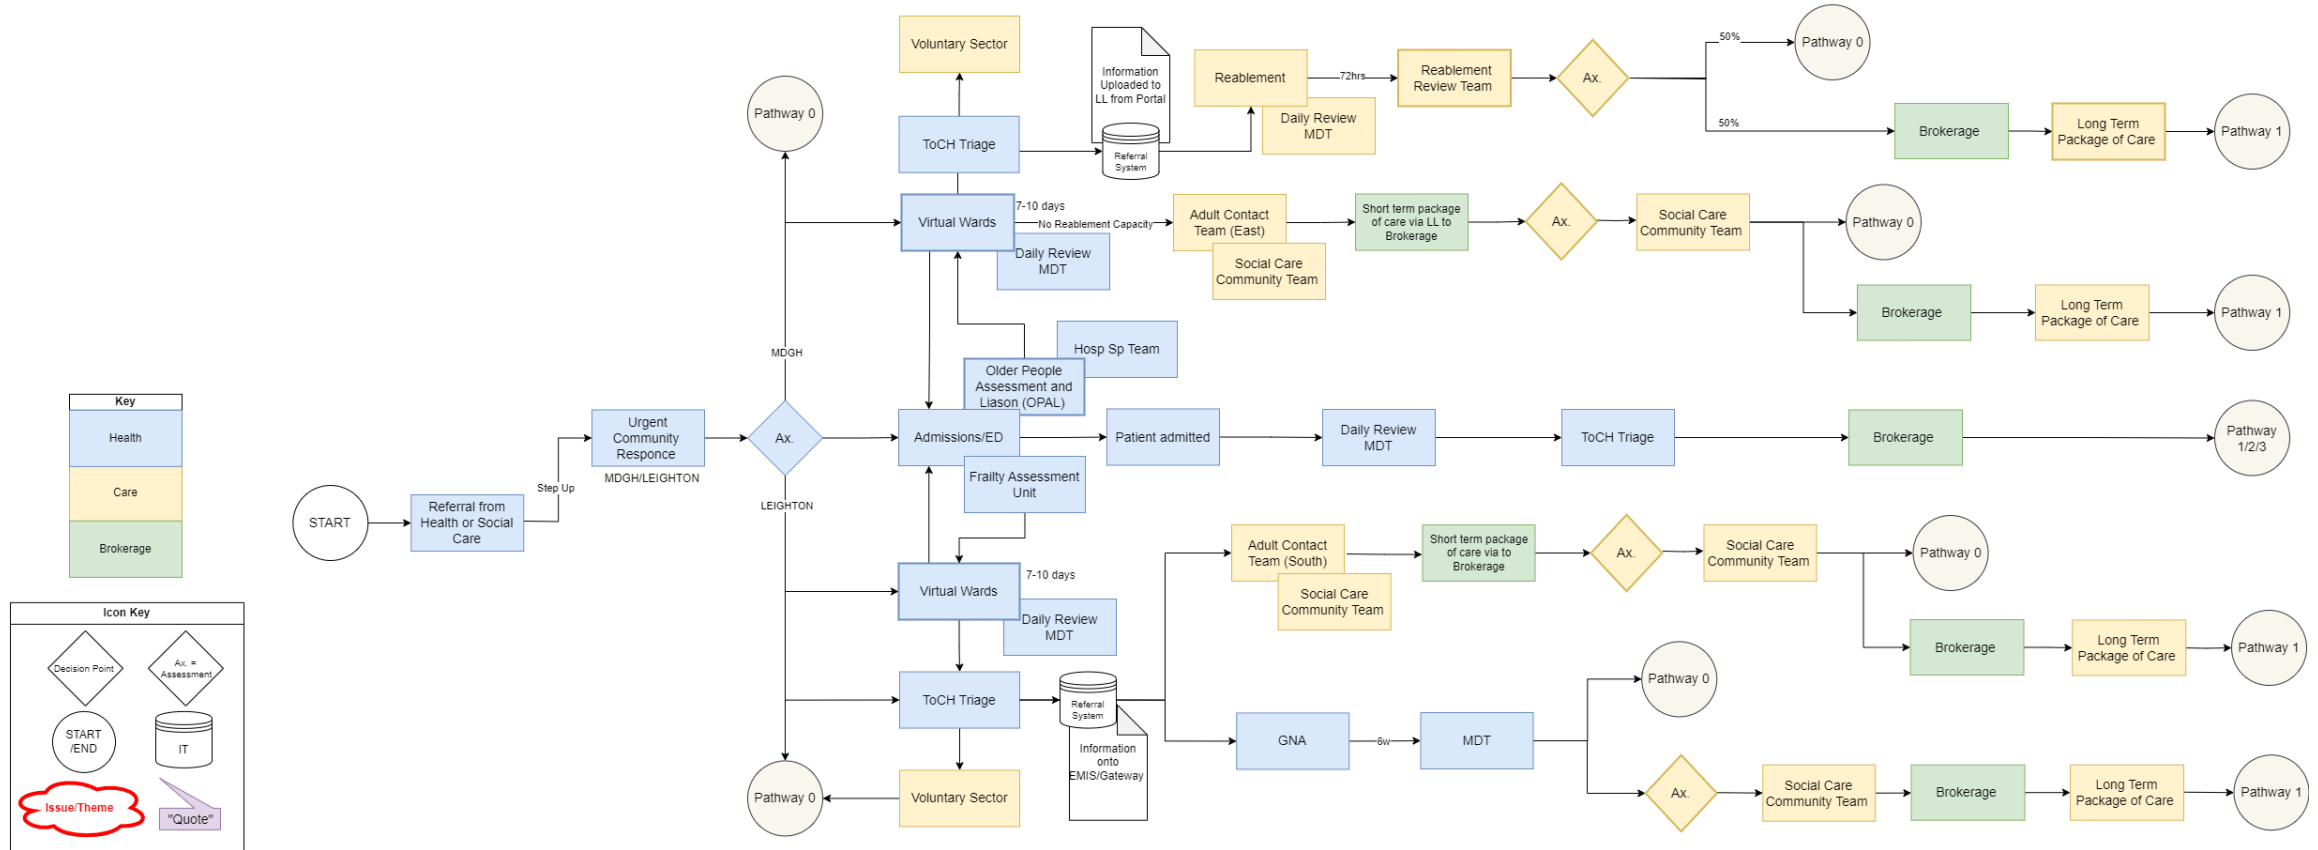 Voluntary Sector
Pathway 0
ToCH Triage
Information
Uploaded to
LL from Portal
Referral
System
Reablement
Daily Review
MDT
72hrs
Reablement
Review Team
Ax.
50%
Pathway 0
50%
Brokerage
Long Term
Package of Care
Pathway 1
Virtual Wards
7-10 days
No Reablement Capacity
Daily Review
MDT
Adult Contact
Team (East)
Social Care
Community Team
Short term package
of care via LL to
Brokerage
Ax.
Social Care
Community Team
Pathway 0
Brokerage
Long Term
Package of Care
Pathway 1
MDGH
Hosp Sp Team
Older People
Assessment and
Liason (OPAL)
Key
Health
Care
Brokerage
START
Referral from
Health or Social
Care
Step Up
Urgent
Community
Responce
MDGH/LEIGHTON
Ax.
Admissions/ED
Frailty Assessment
Unit
Patient admitted
Daily Review
MDT
ToCH Triage
Brokerage
Pathway
1/2/3
LEIGHTON
Virtual Wards
7-10 days
Daily Review
MDT
ToCH Triage
Voluntary Sector
Pathway 0
Referral
System
Information
onto
EMIS/Gateway
Adult Contact
Team (South)
Social Care
Community Team
Short term package
of care via to
Brokerage
Ax.
Social Care
Community Team
Pathway 0
Brokerage
Long Term
Package of Care
Pathway 1
GNA
6w
MDT
Pathway 0
Ax.
Social Care
Community Team
Brokerage
Long Term
Package of Care
Pathway 1
Icon Key
Decision Point
Ax. =
Assessment
START
/END
IT
Issue/Theme
"Quote"